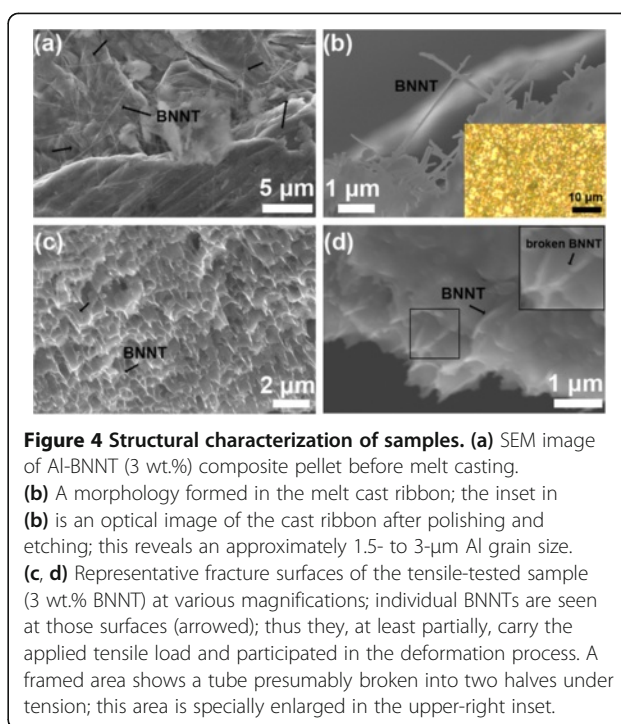 (a)
BNNT
5 μm
(b)
BNNT
1 μm
10 μm
(c)
BNNT
2 μm
(d)
broken BNNT
BNNT
1 μm
Figure 4 Structural characterization of samples. (a) SEM image
of Al-BNNT (3 wt.%) composite pellet before melt casting.
(b) A morphology formed in the melt cast ribbon; the inset in
(b) is an optical image of the cast ribbon after polishing and
etching; this reveals an approximately 1.5- to 3-μm Al grain size.
(c, d) Representative fracture surfaces of the tensile-tested sample
(3 wt.% BNNT) at various magnifications; individual BNNTs are seen
at those surfaces (arrowed); thus they, at least partially, carry the
applied tensile load and participated in the deformation process. A
framed area shows a tube presumably broken into two halves under
tension; this area is specially enlarged in the upper-right inset.